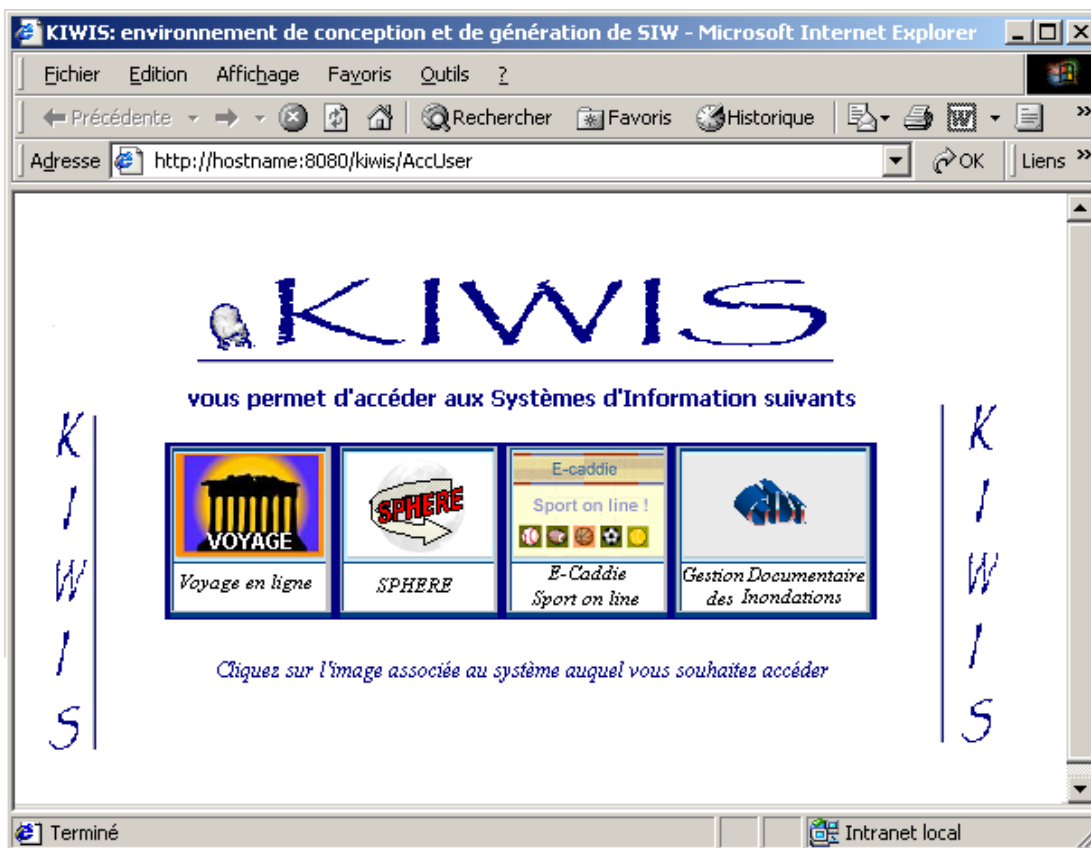 KIWIS: environnement de conception et de génération de SIW - Microsoft Internet Explorer
Fichier Edition Affichage Favoris Outils ?
Précédente Rechercher Favoris Historique »
Adresse http://hostname:8080/kiwis/AccUser OK Liens »
KIWIS
vous permet d'accéder aux Systèmes d'Information suivants
K
I
W
I
S
VOYAGE
Voyage en ligne
SPHERE
SPHERE
E-caddie
Sport on line !
E-Caddie
Sport on line
Gestion Documentaire
des Inondations
K
I
W
I
S
Cliquez sur l'image associée au système auquel vous souhaitez accéder
Terminé Intranet local